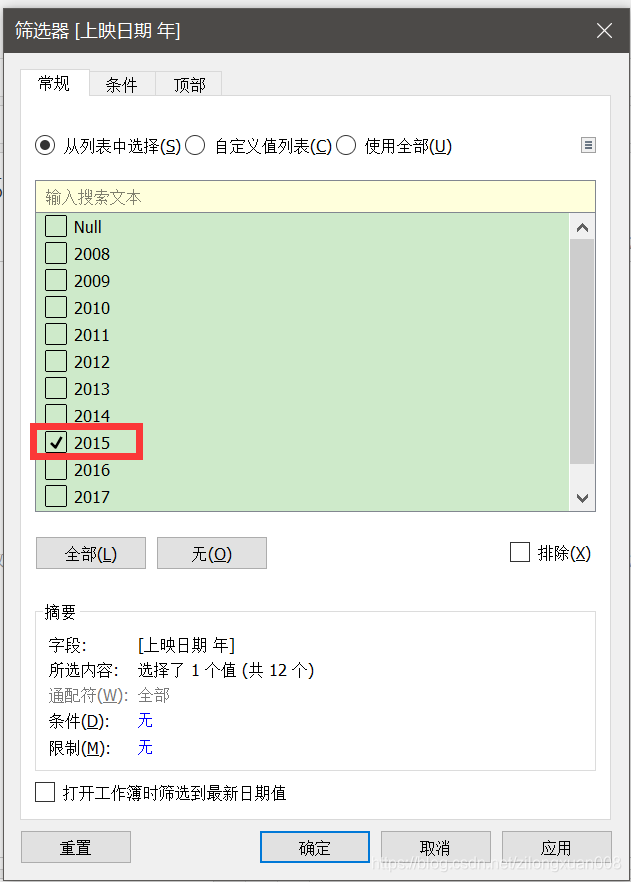 筛选器 [上映日期 年]
常规 条件 顶部
从列表中选择(S) 自定义值列表(C) 使用全部(U)
输入搜索文本
Null
2008
2009
2010
2011
2012
2013
2014
2015
2016
2017
全部(L) 无(O) 排除(X)
摘要
字段: [上映日期 年]
所选内容: 选择了 1 个值 (共 12 个)
通配符(W): 全部
条件(D): 无
限制(M): 无
打开工作簿时筛选到最新日期值
重置 确定 取消 应用
https://blog.csdn.net/zilongxuan008